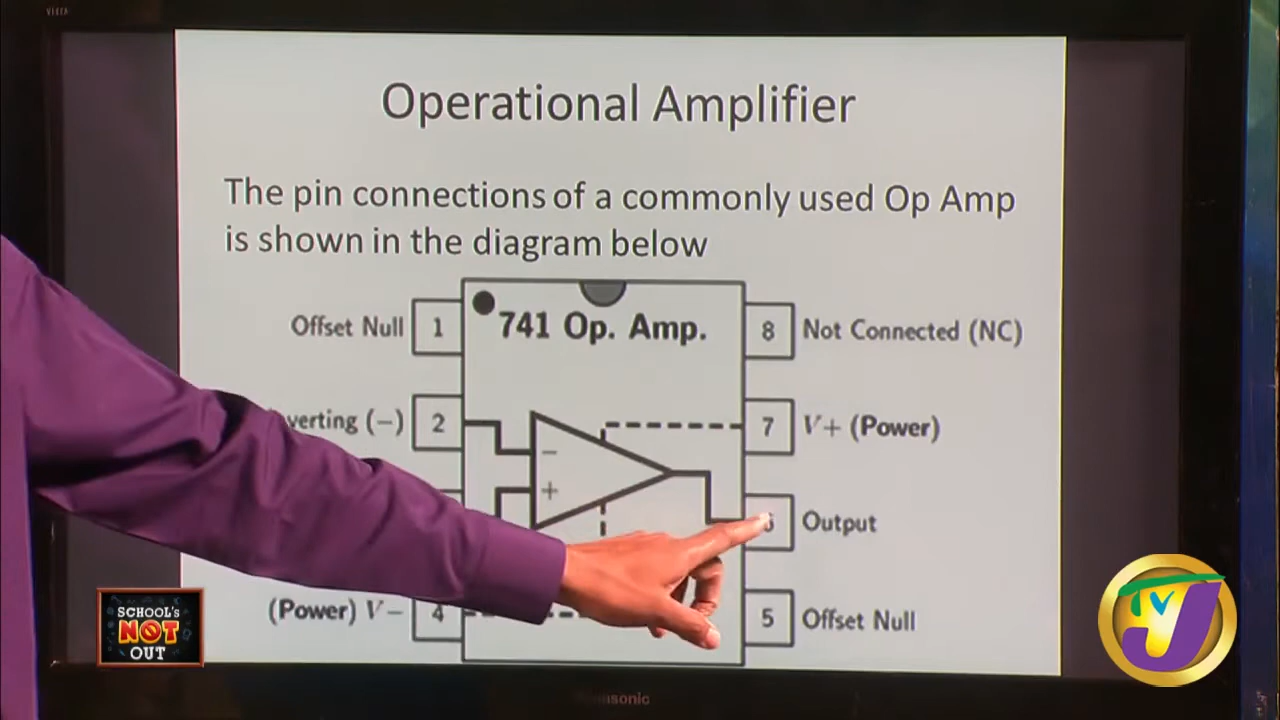 Operational Amplifier
The pin connections of a commonly used Op Amp
is shown in the diagram below
741 Op. Amp.
Offset Null 1
8 Not Connected (NC)
(−) 2
7 V+ (Power)
−
+
Output
(Power) V− 4
5 Offset Null
SCHOOL's
NOT
OUT
TVJ